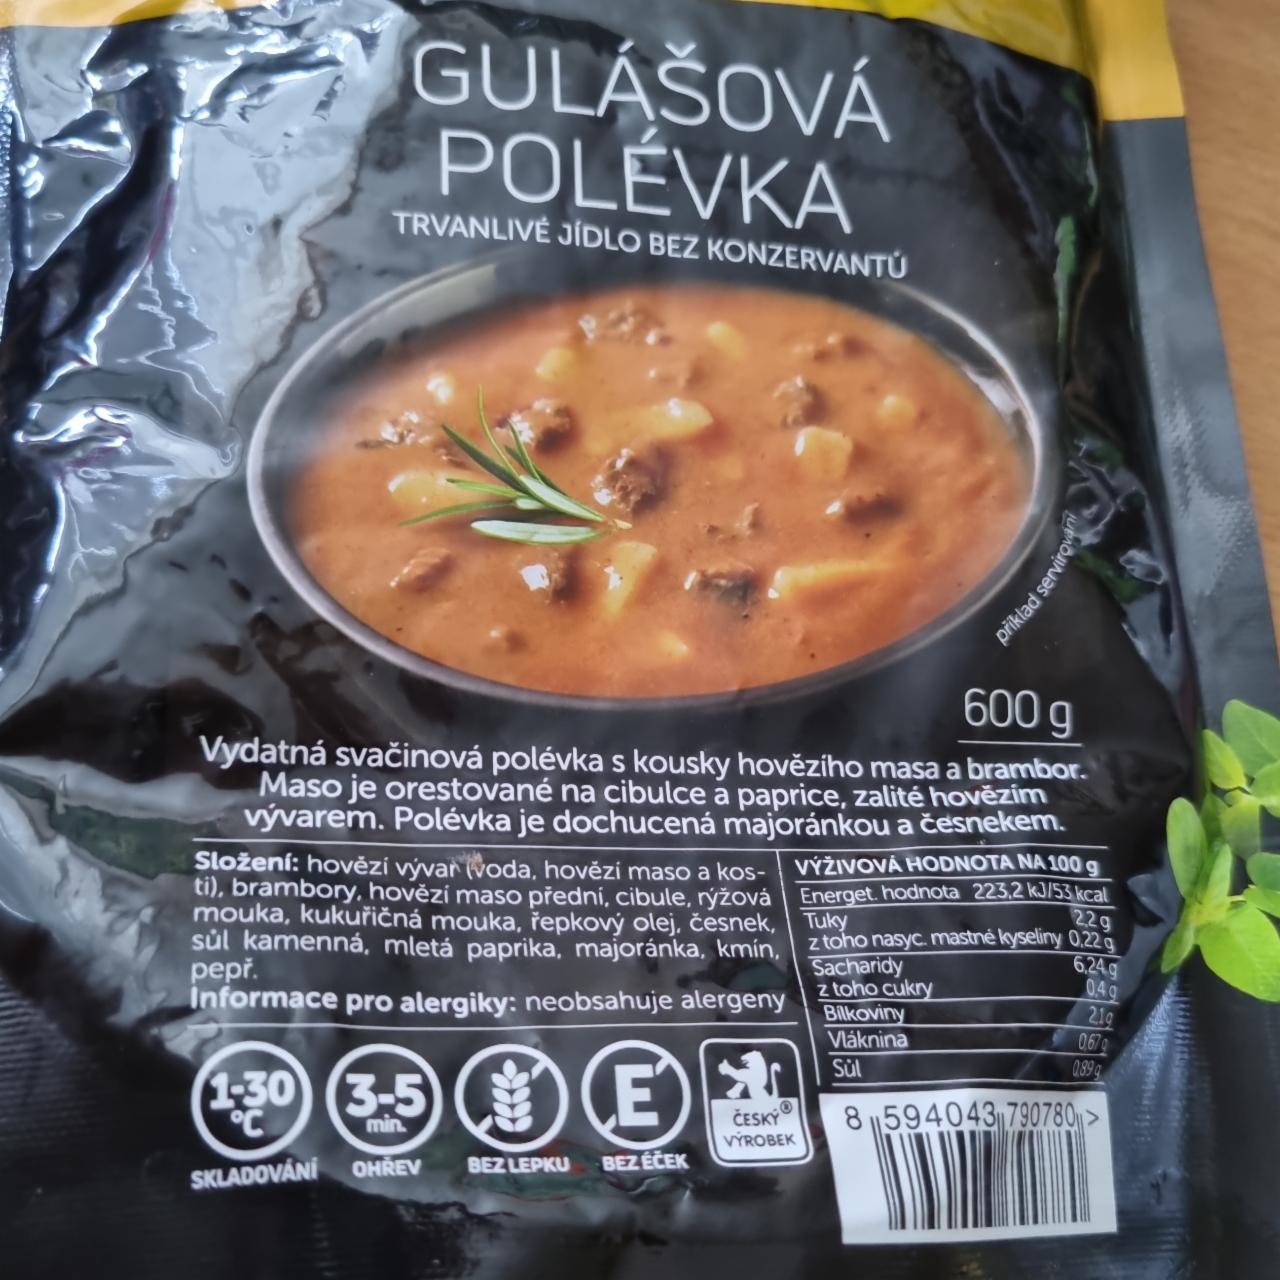 GULÁŠOVÁ
POLÉVKA
TRVANLIVÉ JÍDLO BEZ KONZERVANTŮ
příklad servírování
600 g
Vydatná svačinová polévka s kousky hovězího masa a brambor.
Maso je orestované na cibulce a paprice, zalité hovězím
vývarem. Polévka je dochucená majoránkou a česnekem.
Složení: hovězí vývar (voda, hovězí maso a kos-
ti), brambory, hovězí maso přední, cibule, rýžová
mouka, kukuřičná mouka, řepkový olej, česnek,
sůl kamenná, mletá paprika, majoránka, kmín,
pepř.
Informace pro alergiky: neobsahuje alergeny
VÝŽIVOVÁ HODNOTA NA 100 g
Energet. hodnota 223,2 kJ/53 kcal
Tuky 2,2 g
z toho nasyc. mastné kyseliny 0,22 g
Sacharidy 6,24 g
z toho cukry 0,4 g
Bílkoviny 2,1 g
Vláknina 0,67 g
Sůl 0,89 g
1-30
°C
SKLADOVÁNÍ
3-5
min.
OHŘEV
BEZ LEPKU
E
BEZ ÉČEK
ČESKÝ®
VÝROBEK
8 594043 790780 >